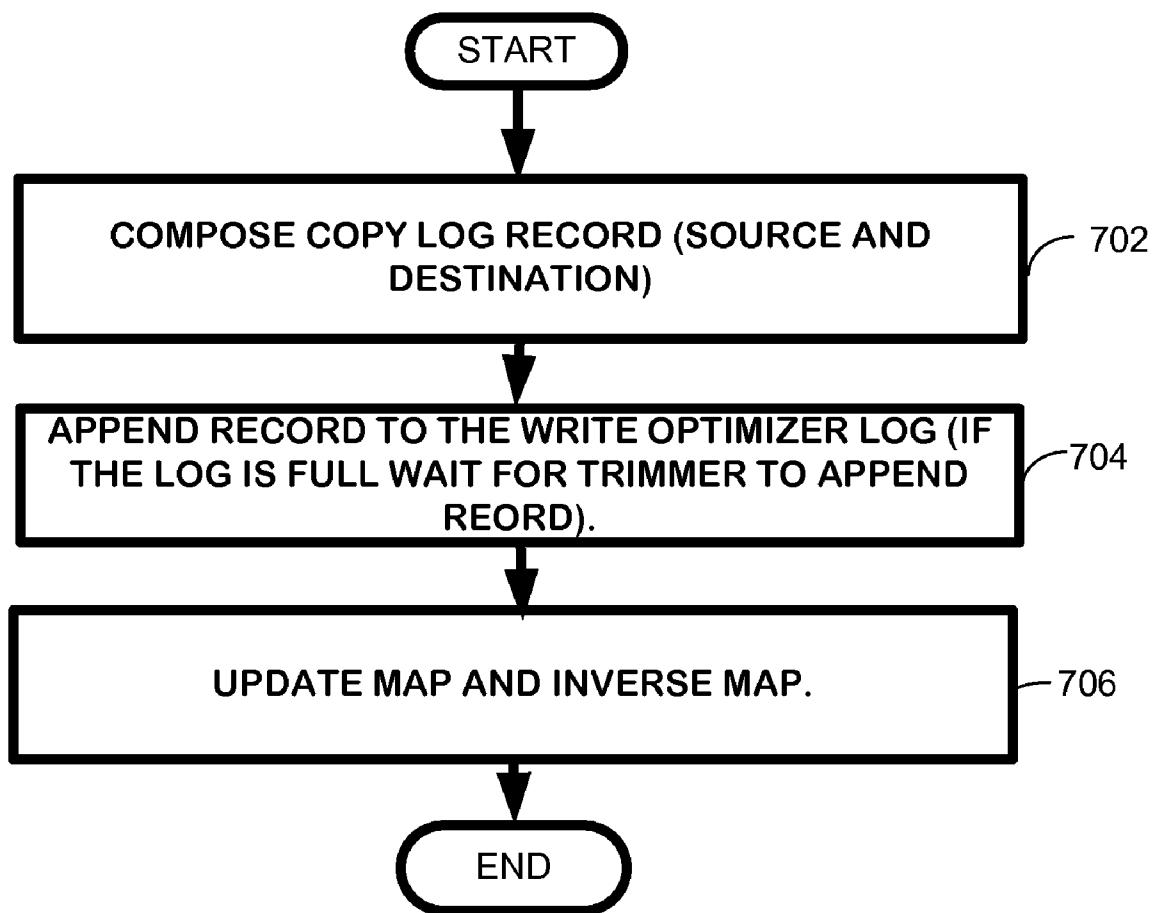 START
COMPOSE COPY LOG RECORD (SOURCE AND
DESTINATION)
702
APPEND RECORD TO THE WRITE OPTIMIZER LOG (IF
THE LOG IS FULL WAIT FOR TRIMMER TO APPEND
REORD).
704
UPDATE MAP AND INVERSE MAP.
706
END